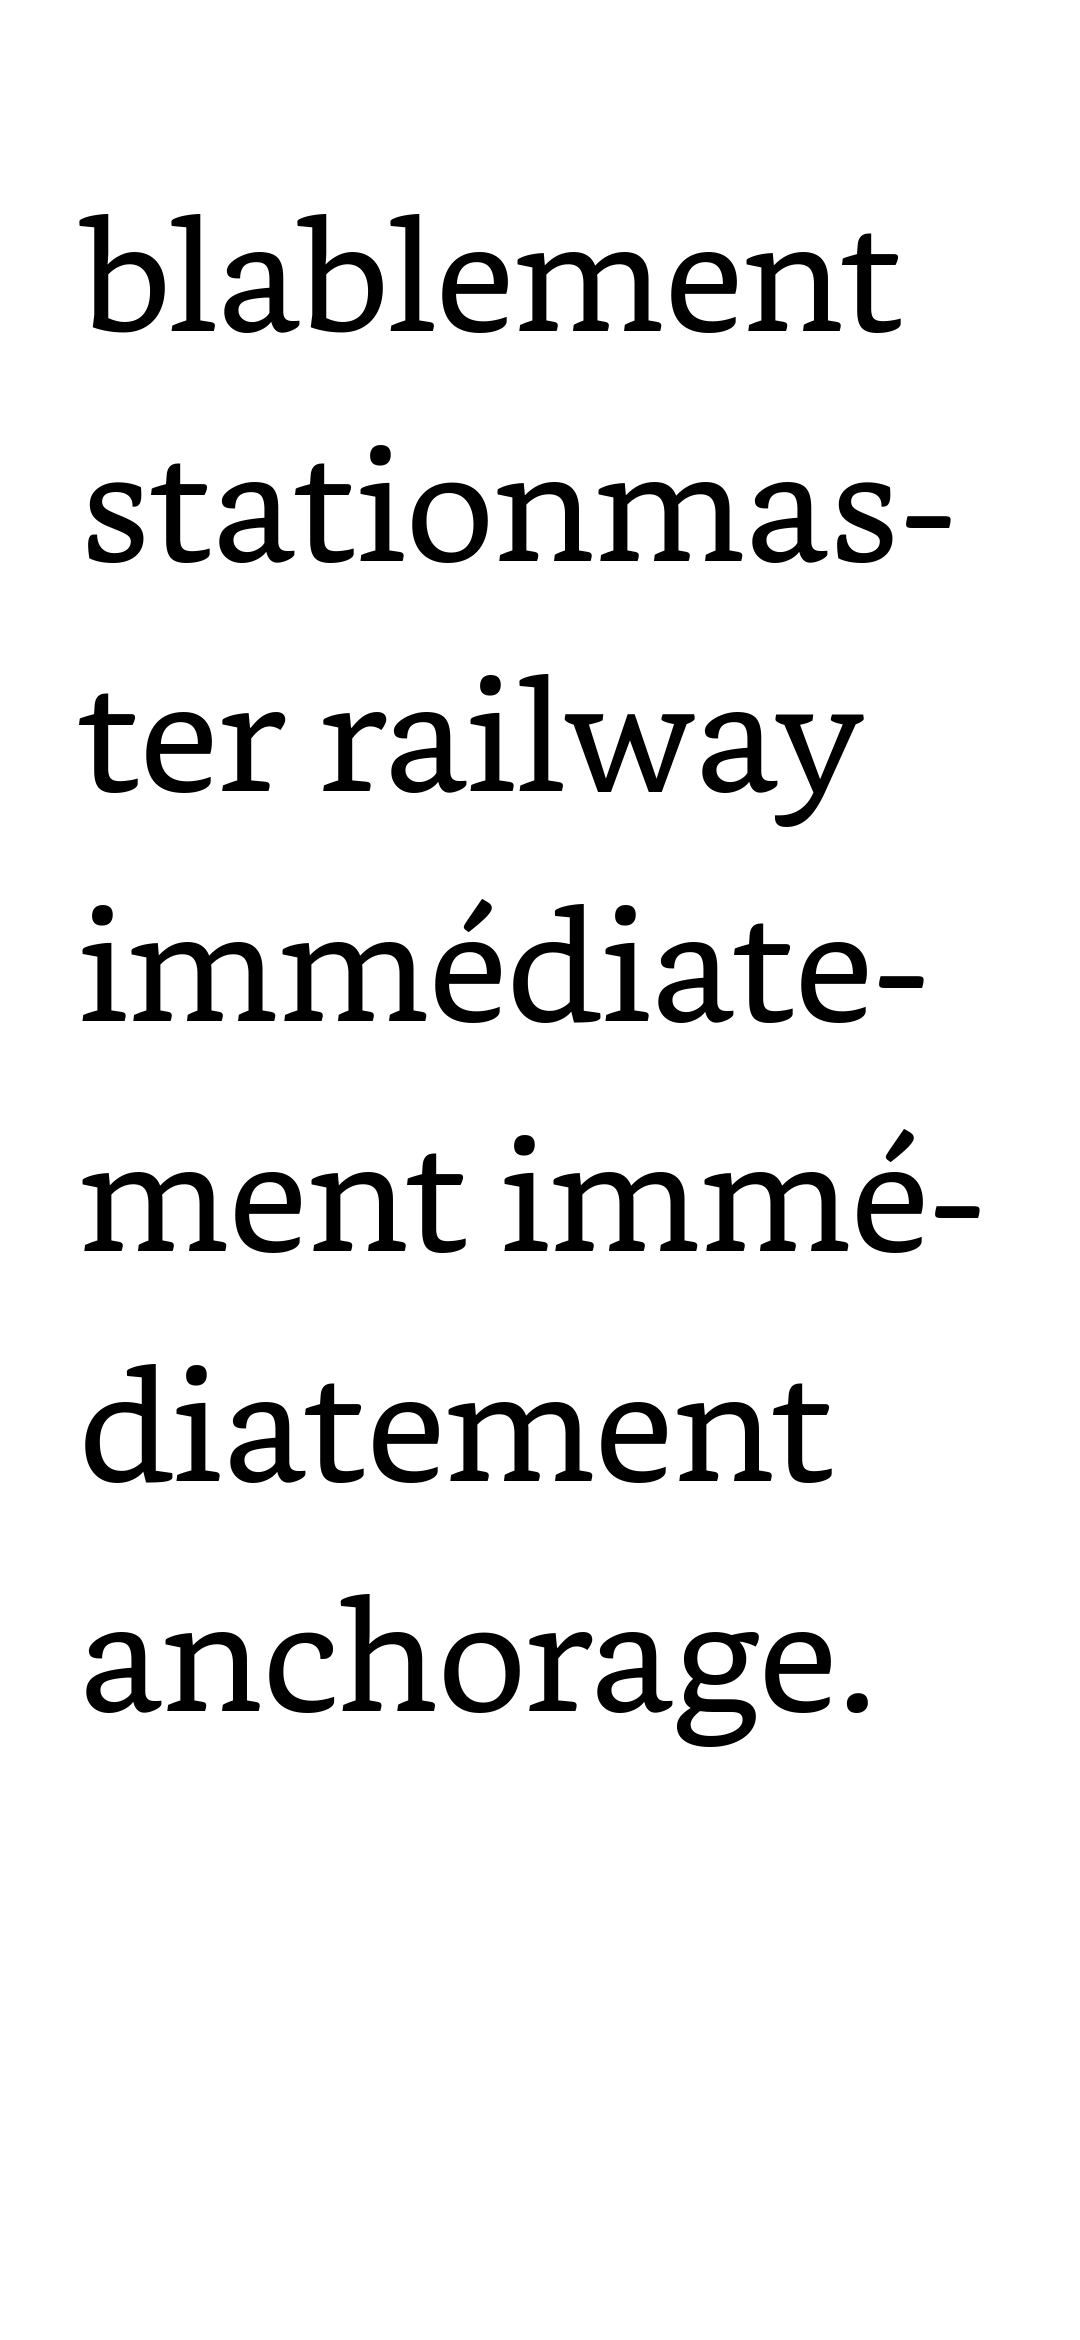 blablement
stationmas-
ter railway
immédiate-
ment immé-
diatement
anchorage.